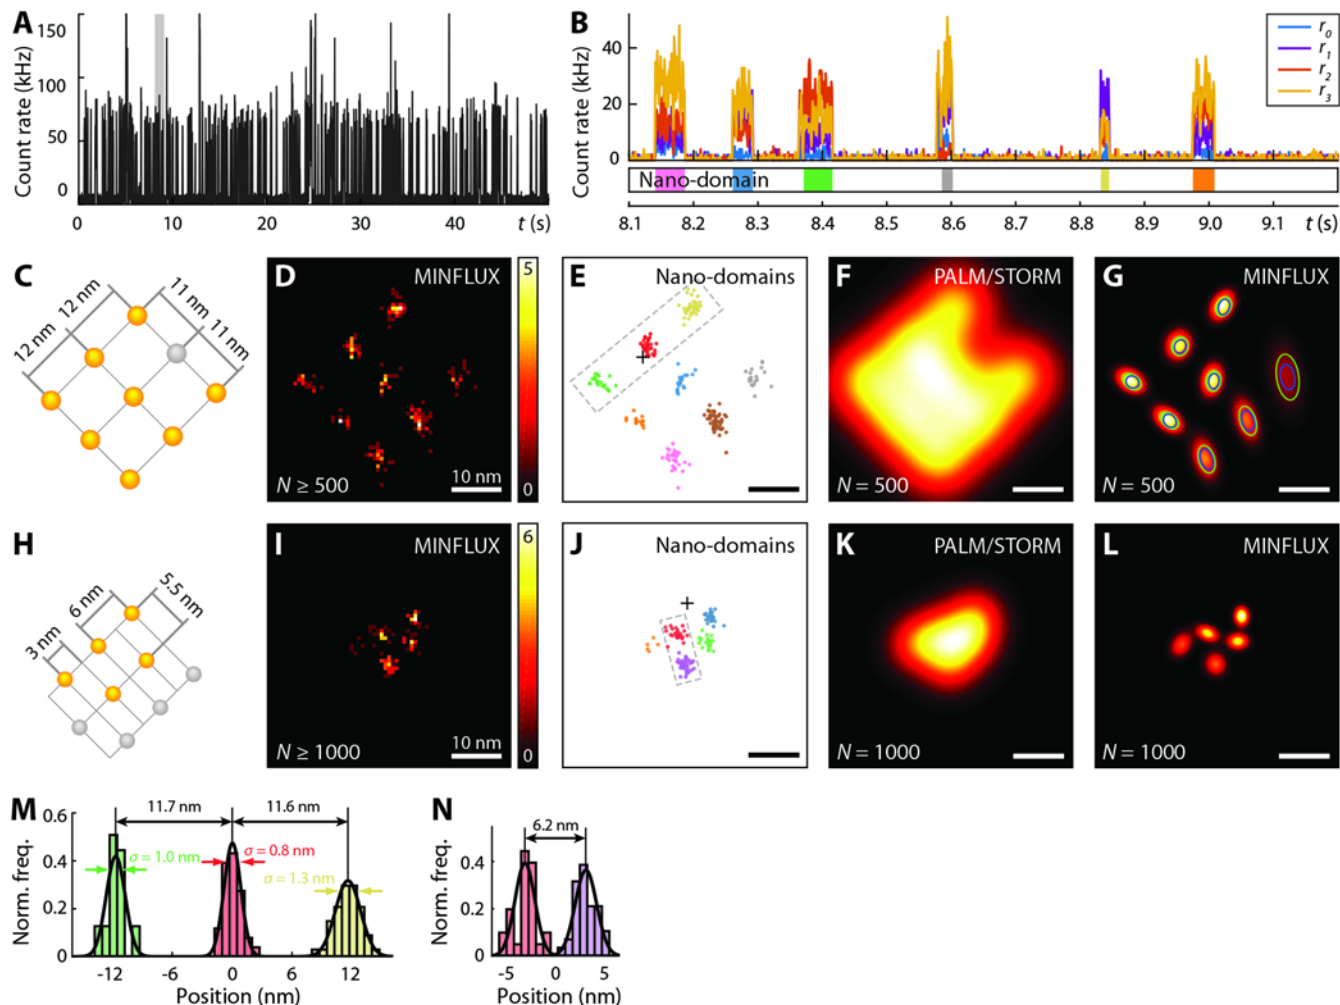 A
Count rate (kHz)
150
100
50
0
0
10
20
30
40
t (s)
B
Count rate (kHz)
40
20
0
r0
r1
r2
r3
Nano-domain
8.1
8.2
8.3
8.4
8.5
8.6
8.7
8.8
8.9
9.0
9.1
t (s)
C
12 nm
12 nm
11 nm
11 nm
D
MINFLUX
N ≥ 500
10 nm
5
0
E
Nano-domains
F
PALM/STORM
N = 500
G
MINFLUX
N = 500
H
3 nm
6 nm
5.5 nm
I
MINFLUX
N ≥ 1000
10 nm
6
0
J
Nano-domains
K
PALM/STORM
N = 1000
L
MINFLUX
N = 1000
M
11.7 nm
11.6 nm
Norm. freq.
0.6
0.4
0.2
0
σ = 1.0 nm
σ = 0.8 nm
σ = 1.3 nm
-12
-6
0
6
12
Position (nm)
N
6.2 nm
Norm. freq.
0.4
0.2
0
-5
0
5
Position (nm)